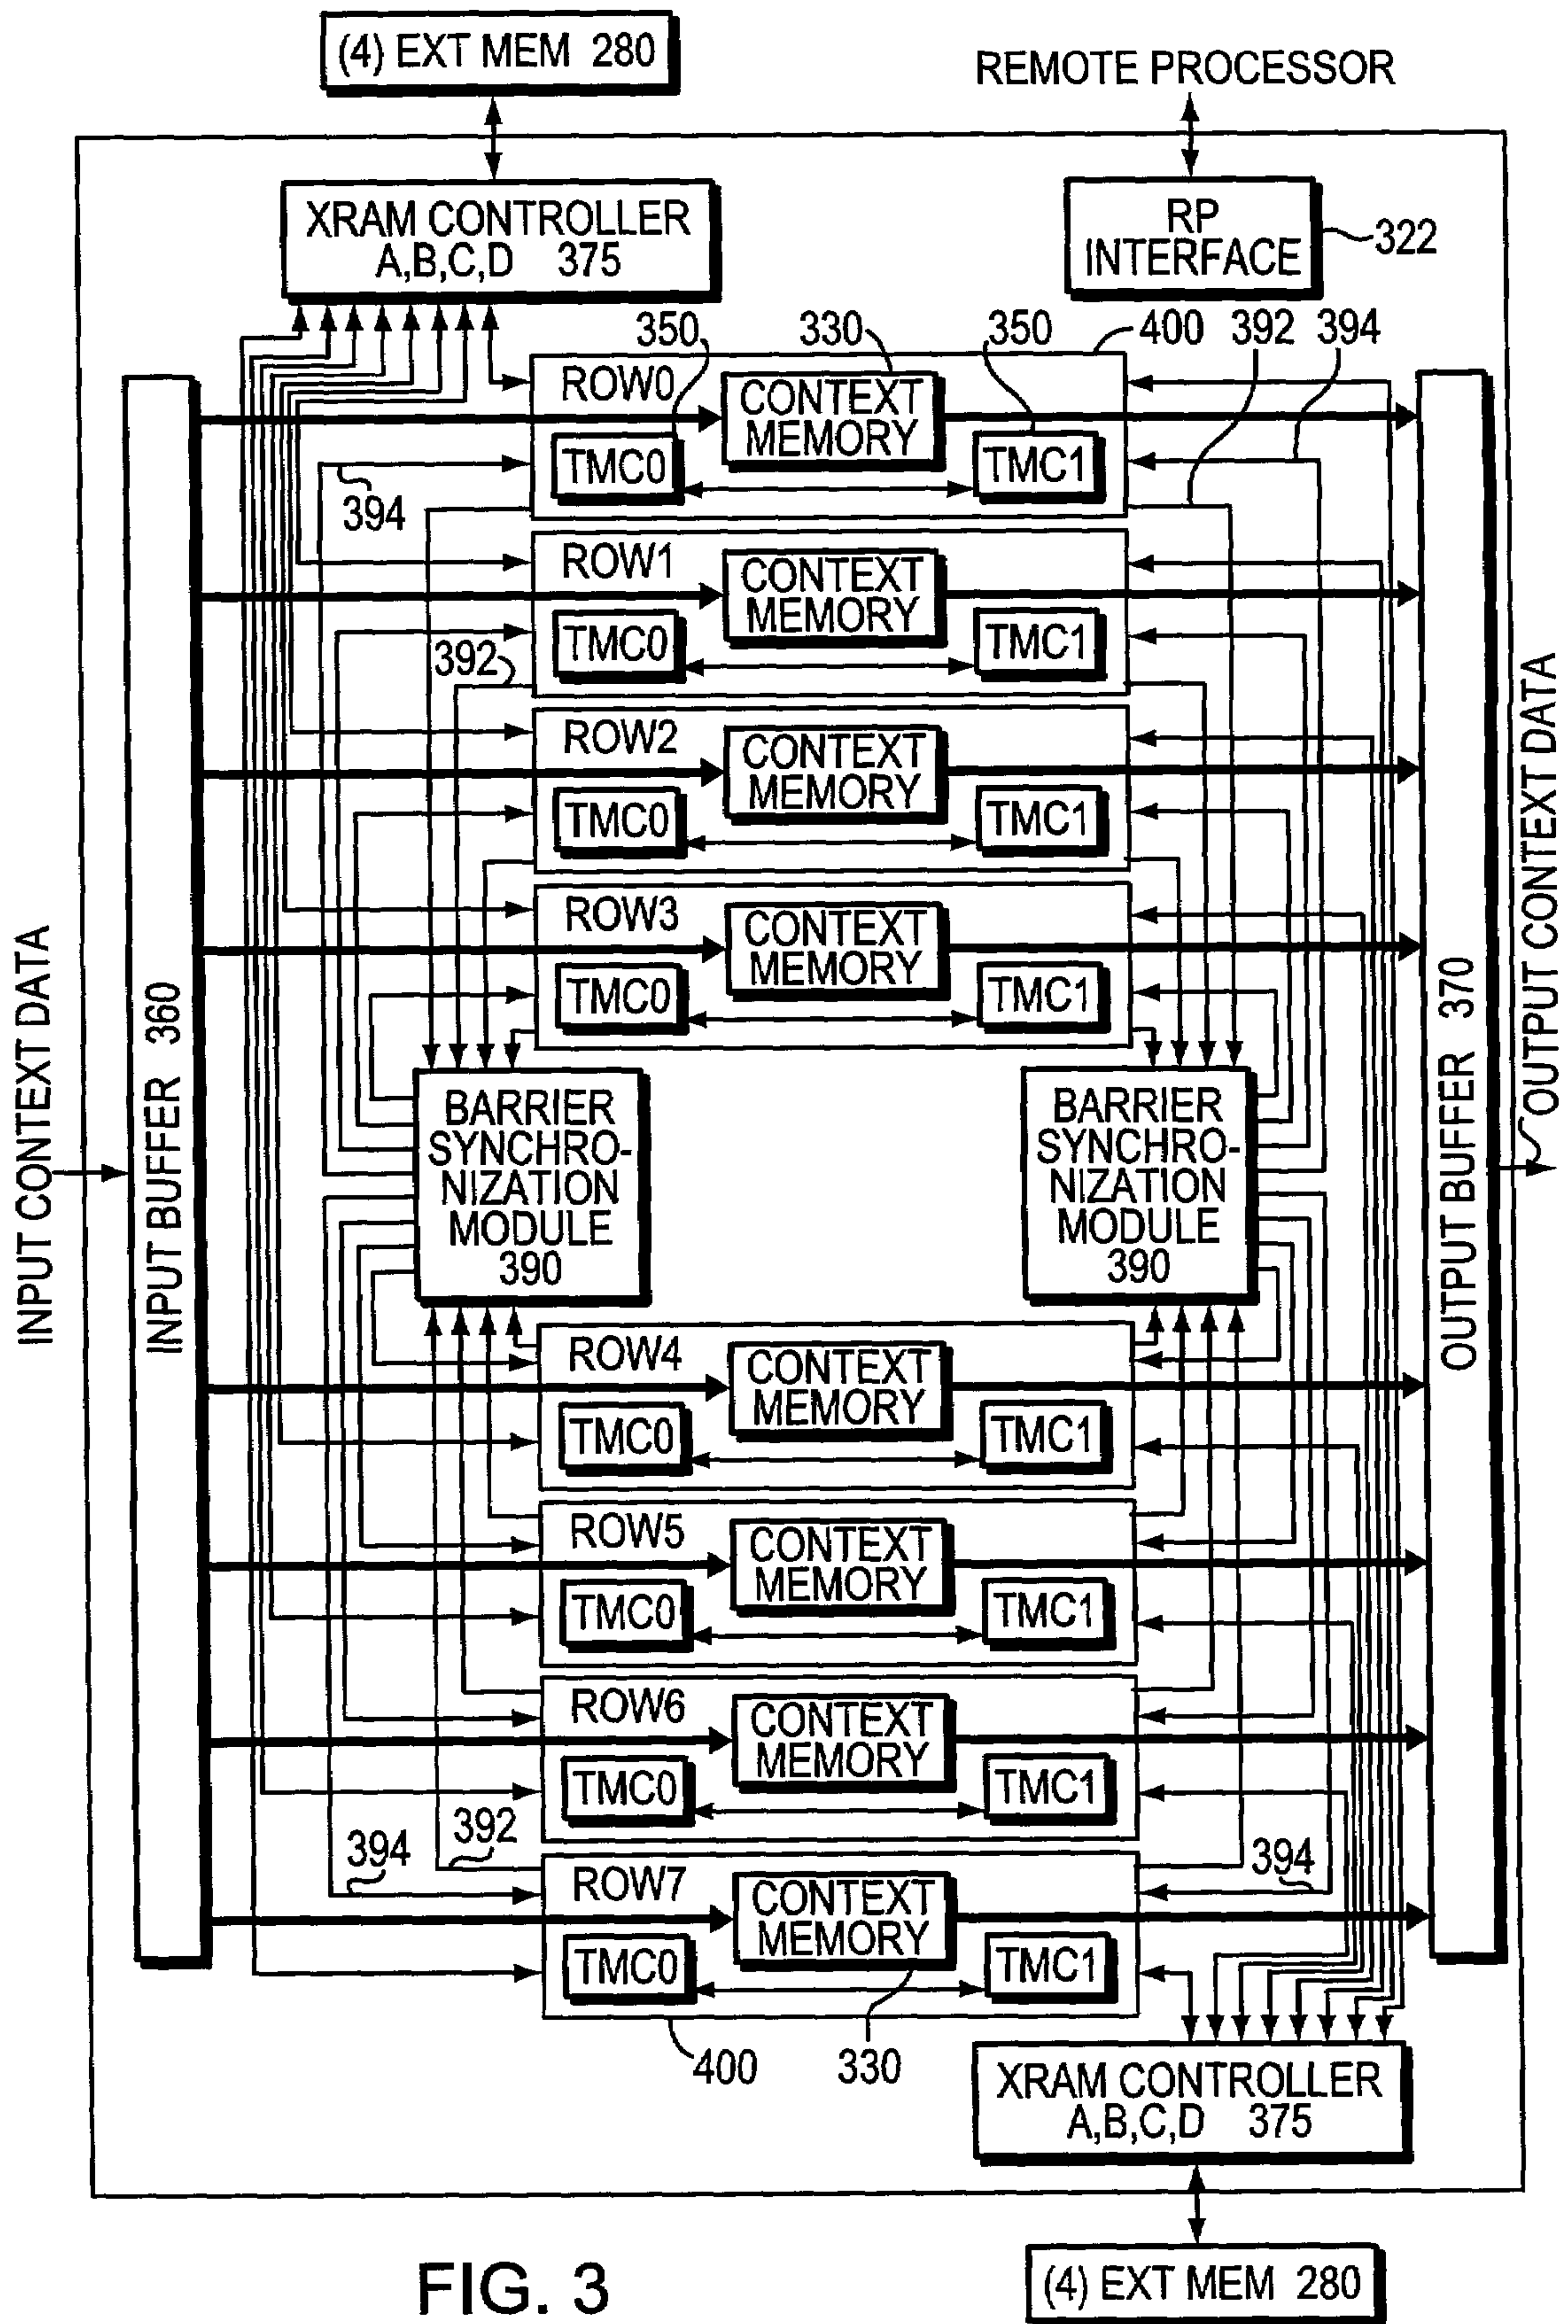 (4) EXT MEM 280
REMOTE PROCESSOR
XRAM CONTROLLER
A,B,C,D 375
RP
INTERFACE
322
350
330
350
400
392
394
ROW0
CONTEXT
MEMORY
TMC0
TMC1
394
ROW1
CONTEXT
MEMORY
TMC0
TMC1
392
ROW2
CONTEXT
MEMORY
TMC0
TMC1
ROW3
CONTEXT
MEMORY
TMC0
TMC1
INPUT CONTEXT DATA
INPUT BUFFER 360
BARRIER
SYNCHRO-
NIZATION
MODULE
390
BARRIER
SYNCHRO-
NIZATION
MODULE
390
OUTPUT BUFFER 370
OUTPUT CONTEXT DATA
ROW4
CONTEXT
MEMORY
TMC0
TMC1
ROW5
CONTEXT
MEMORY
TMC0
TMC1
ROW6
CONTEXT
MEMORY
TMC0
TMC1
392
394
394
ROW7
CONTEXT
MEMORY
TMC0
TMC1
400
330
XRAM CONTROLLER
A,B,C,D 375
(4) EXT MEM 280
FIG. 3